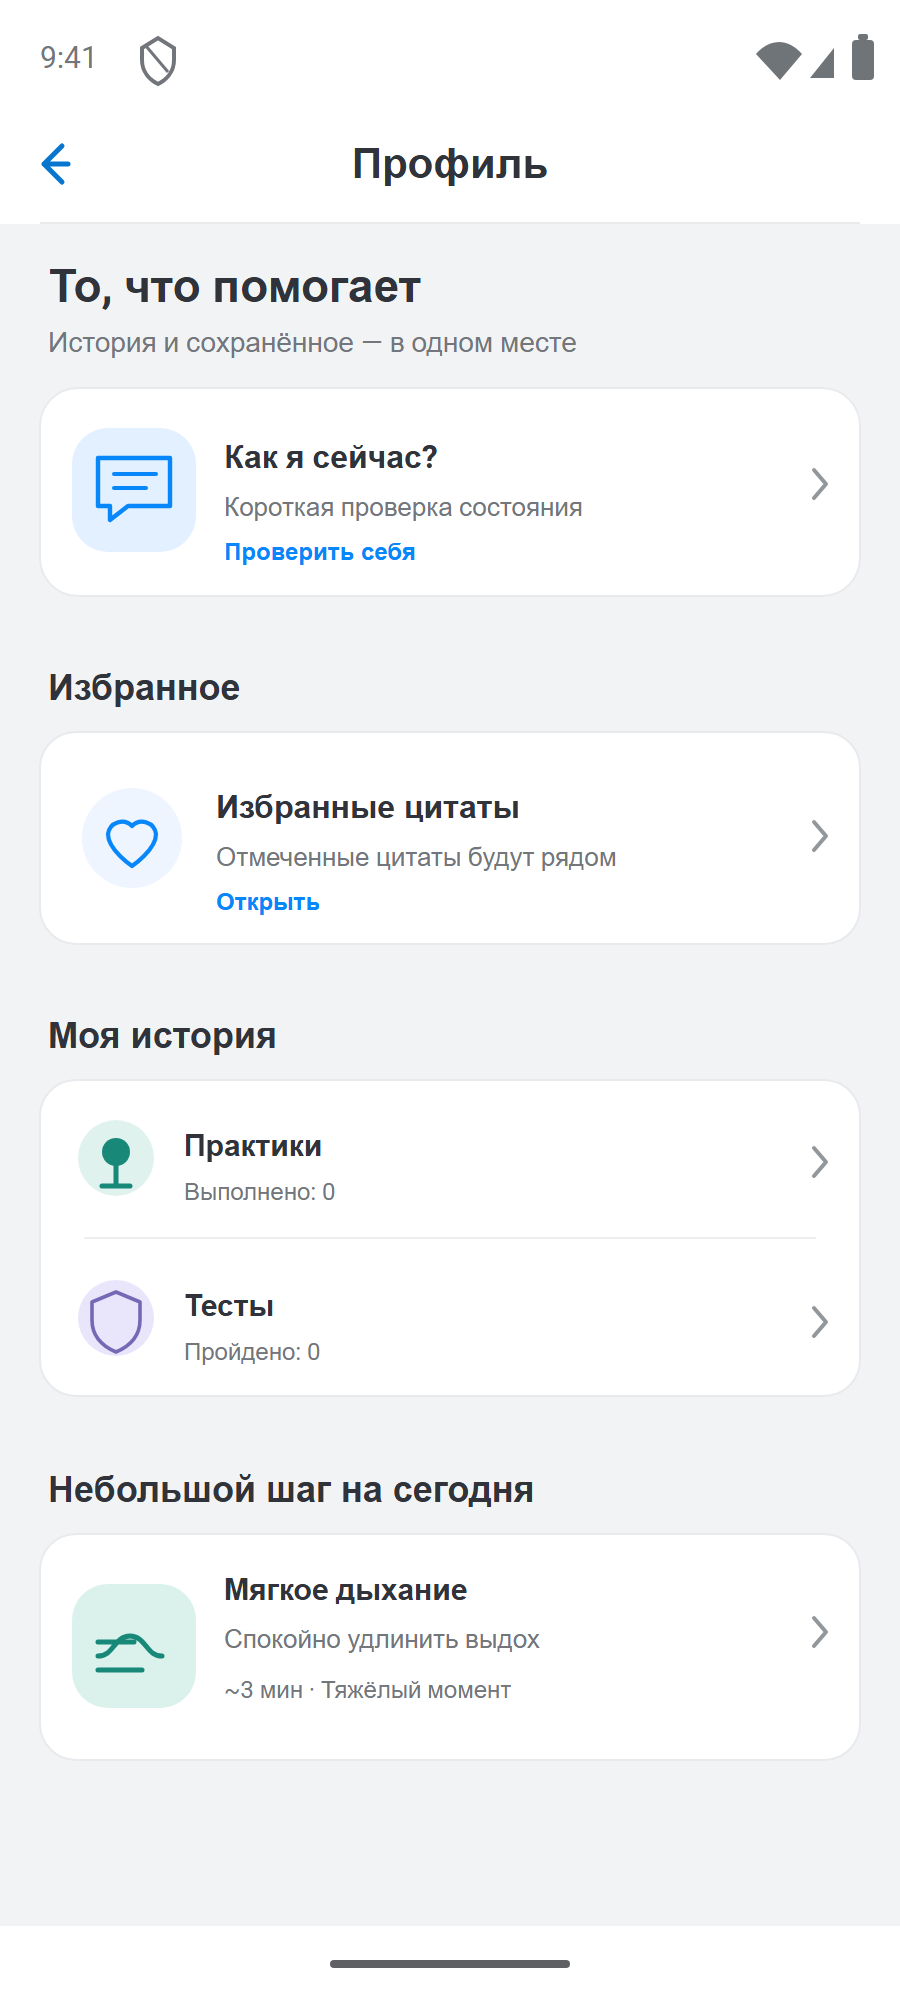 9:41
Профиль
То, что помогает
История и сохранённое — в одном месте
Как я сейчас?
Короткая проверка состояния
Проверить себя
Избранное
Избранные цитаты
Отмеченные цитаты будут рядом
Открыть
Моя история
Практики
Выполнено: 0
Тесты
Пройдено: 0
Небольшой шаг на сегодня
Мягкое дыхание
Спокойно удлинить выдох
~3 мин · Тяжёлый момент